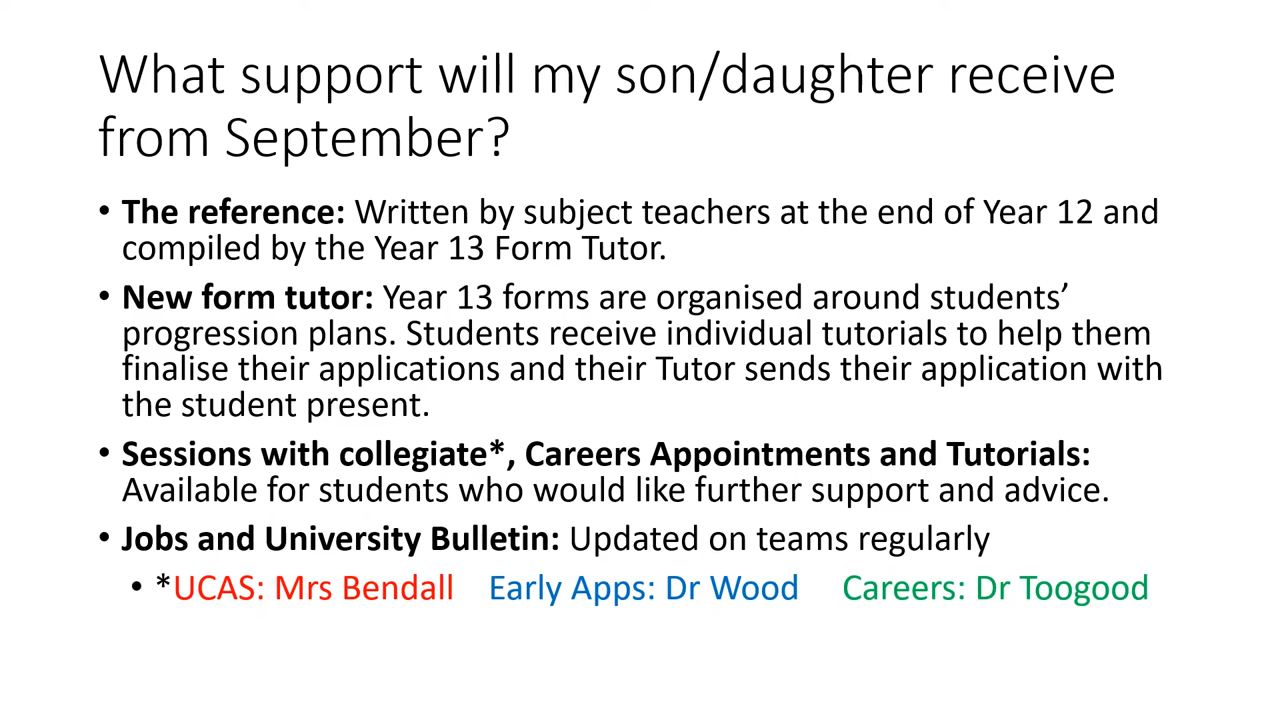 What support will my son/daughter receive
from September?
• The reference: Written by subject teachers at the end of Year 12 and
compiled by the Year 13 Form Tutor.
• New form tutor: Year 13 forms are organised around students’
progression plans. Students receive individual tutorials to help them
finalise their applications and their Tutor sends their application with
the student present.
• Sessions with collegiate*, Careers Appointments and Tutorials:
Available for students who would like further support and advice.
• Jobs and University Bulletin: Updated on teams regularly
• *UCAS: Mrs Bendall Early Apps: Dr Wood Careers: Dr Toogood